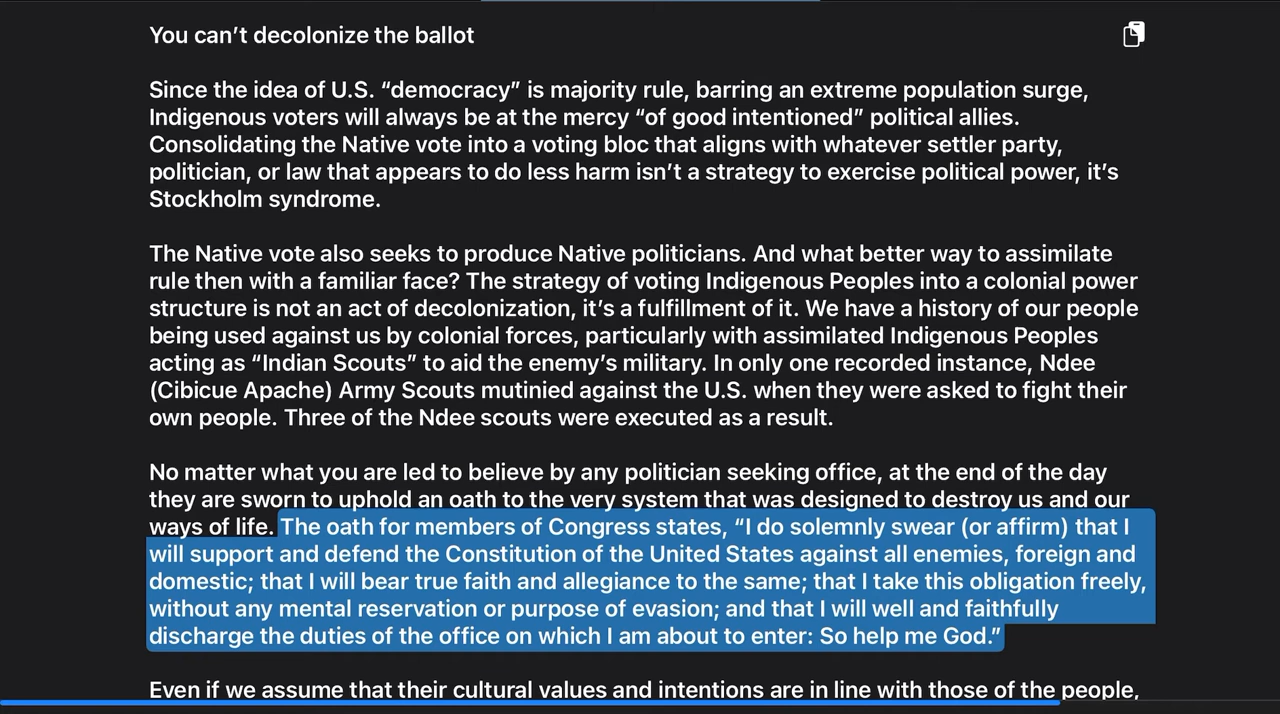 You can’t decolonize the ballot
Since the idea of U.S. “democracy” is majority rule, barring an extreme population surge,
Indigenous voters will always be at the mercy “of good intentioned” political allies.
Consolidating the Native vote into a voting bloc that aligns with whatever settler party,
politician, or law that appears to do less harm isn’t a strategy to exercise political power, it’s
Stockholm syndrome.
The Native vote also seeks to produce Native politicians. And what better way to assimilate
rule then with a familiar face? The strategy of voting Indigenous Peoples into a colonial power
structure is not an act of decolonization, it’s a fulfillment of it. We have a history of our people
being used against us by colonial forces, particularly with assimilated Indigenous Peoples
acting as “Indian Scouts” to aid the enemy’s military. In only one recorded instance, Ndee
(Cibicue Apache) Army Scouts mutinied against the U.S. when they were asked to fight their
own people. Three of the Ndee scouts were executed as a result.
No matter what you are led to believe by any politician seeking office, at the end of the day
they are sworn to uphold an oath to the very system that was designed to destroy us and our
ways of life. The oath for members of Congress states, “I do solemnly swear (or affirm) that I
will support and defend the Constitution of the United States against all enemies, foreign and
domestic; that I will bear true faith and allegiance to the same; that I take this obligation freely,
without any mental reservation or purpose of evasion; and that I will well and faithfully
discharge the duties of the office on which I am about to enter: So help me God.”
Even if we assume that their cultural values and intentions are in line with those of the people,